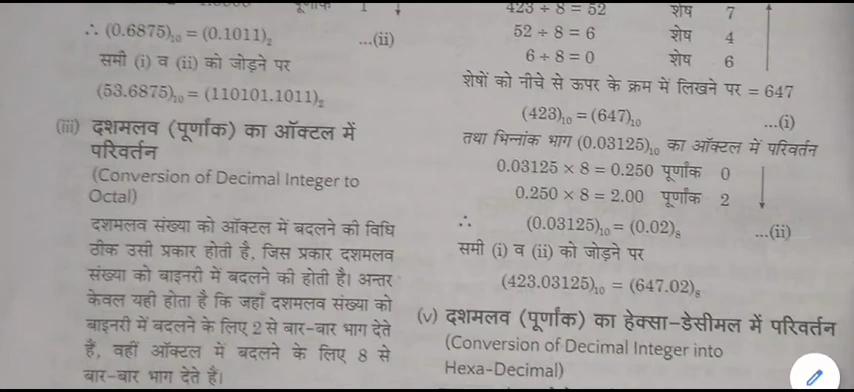 पूर्णांक 1
∴ (0.6875)₁₀ = (0.1011)₂ ...(ii)
समी (i) व (ii) को जोड़ने पर
(53.6875)₁₀ = (110101.1011)₂
(iii) दशमलव (पूर्णांक) का ऑक्टल में
परिवर्तन
(Conversion of Decimal Integer to
Octal)
दशमलव संख्या को ऑक्टल में बदलने की विधि
ठीक उसी प्रकार होती है, जिस प्रकार दशमलव
संख्या को बाइनरी में बदलने की होती है। अन्तर
केवल यही होता है कि जहाँ दशमलव संख्या को
बाइनरी में बदलने के लिए 2 से बार-बार भाग देते
हैं, वहीं ऑक्टल में बदलने के लिए 8 से
बार-बार भाग देते हैं।
423 ÷ 8 = 52 शेष 7
52 ÷ 8 = 6 शेष 4
6 ÷ 8 = 0 शेष 6
शेषों को नीचे से ऊपर के क्रम में लिखने पर = 647
(423)₁₀ = (647)₁₀ ...(i)
तथा भिन्नांक भाग (0.03125)₁₀ का ऑक्टल में परिवर्तन
0.03125 × 8 = 0.250 पूर्णांक 0
0.250 × 8 = 2.00 पूर्णांक 2
∴ (0.03125)₁₀ = (0.02)₈ ...(ii)
समी (i) व (ii) को जोड़ने पर
(423.03125)₁₀ = (647.02)₈
(v) दशमलव (पूर्णांक) का हेक्सा-डेसीमल में परिवर्तन
(Conversion of Decimal Integer into
Hexa-Decimal)